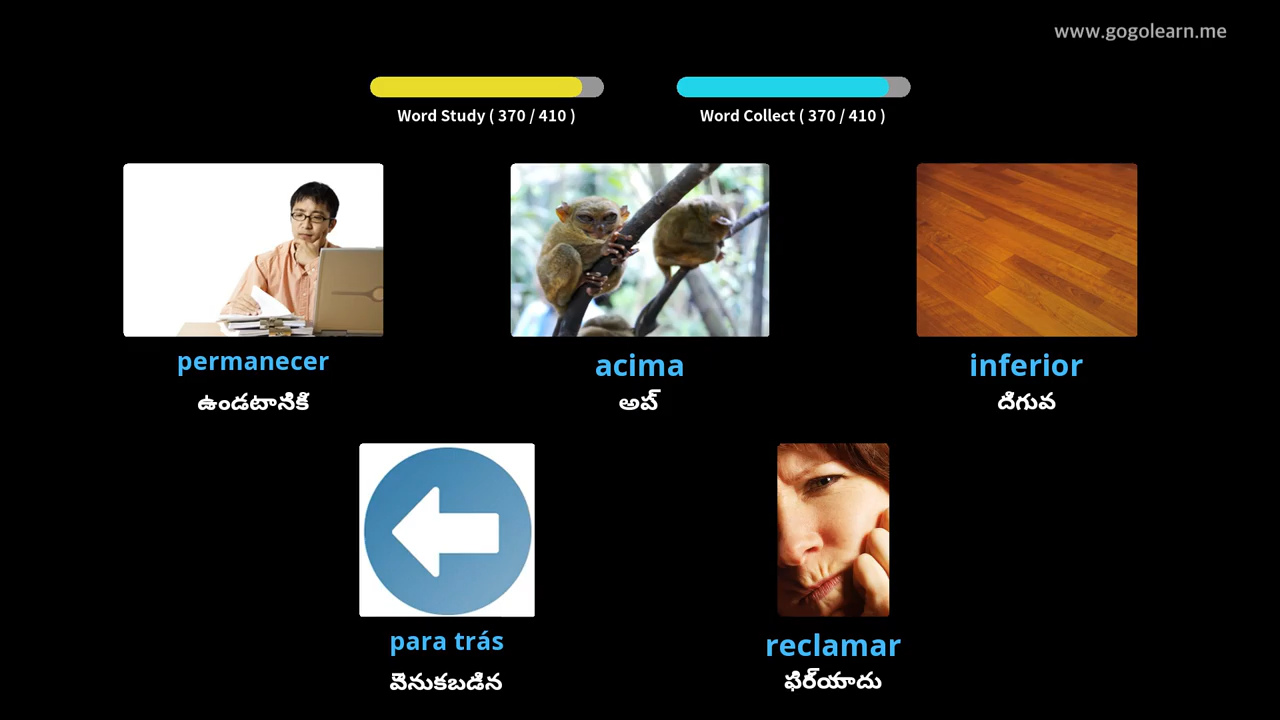 www.gogolearn.me
Word Study ( 370 / 410 )
Word Collect ( 370 / 410 )
permanecer
ఉండటానికి
acima
అప్
inferior
దిగువ
para trás
వెనుకబడిన
reclamar
ఫిర్యాదు